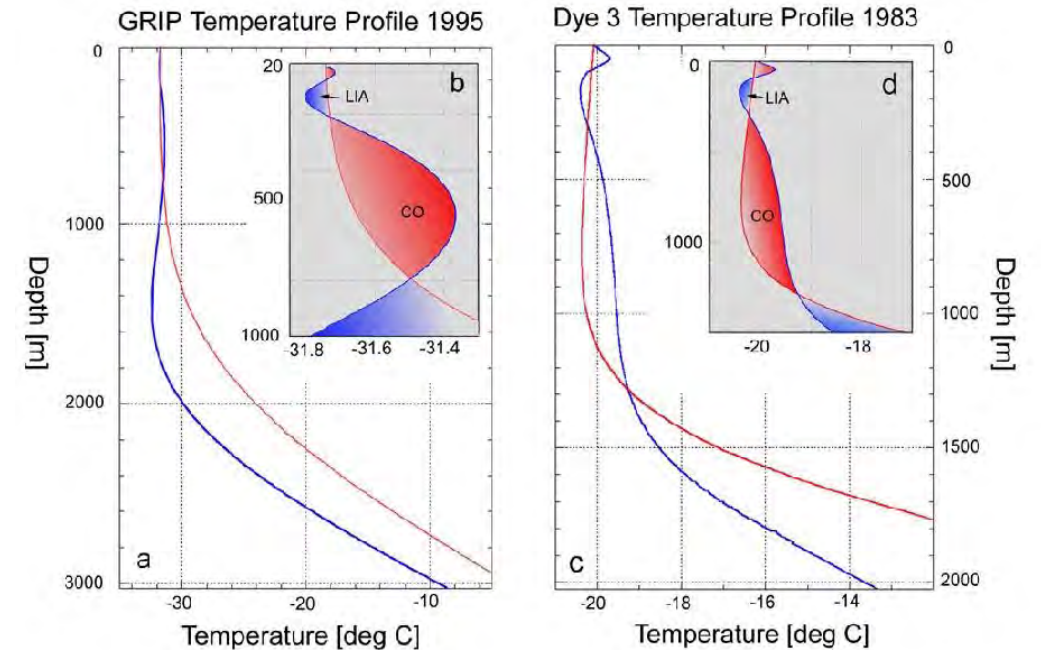 GRIP Temperature Profile 1995
0
1000
2000
3000
Depth [m]
-30
-20
-10
Temperature [deg C]
a
20
500
1000
-31.8
-31.6
-31.4
b
LIA
CO
Dye 3 Temperature Profile 1983
0
500
1000
1500
2000
Depth [m]
-20
-18
-16
-14
Temperature [deg C]
c
0
1000
-20
-18
d
LIA
CO